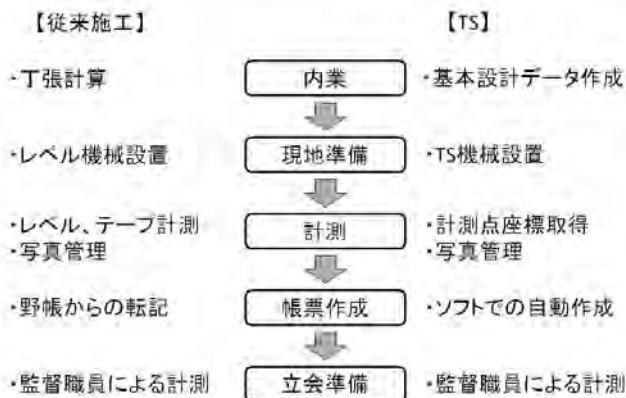 【従来施工】 【TS】
・丁張計算 内業 ・基本設計データ作成
・レベル機械設置 現地準備 ・TS機械設置
・レベル、テープ計測 計測 ・計測点座標取得
・写真管理 ・写真管理
・野帳からの転記 帳票作成 ・ソフトでの自動作成
・監督職員による計測 立会準備 ・監督職員による計測